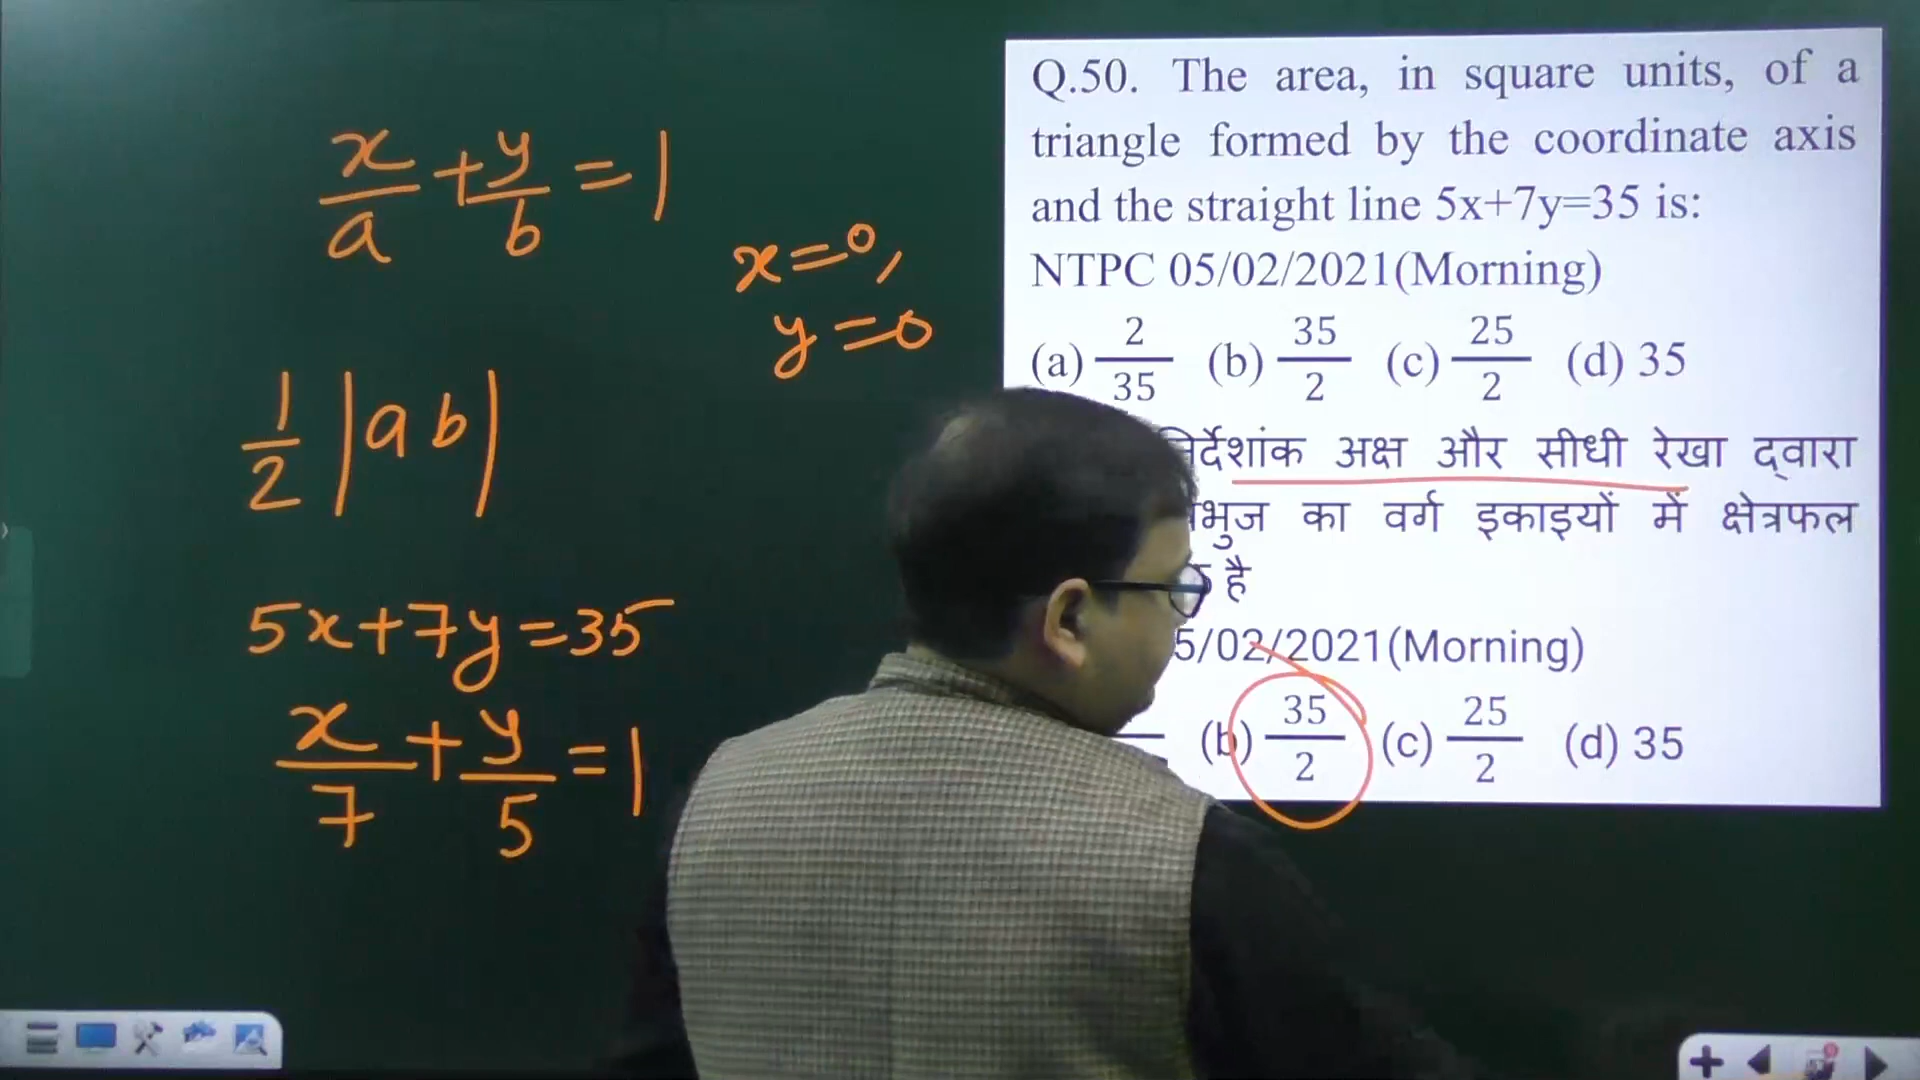 x/a + y/b = 1
x=0,
y=0
1/2 |ab|
5x+7y=35
x/7 + y/5 = 1
Q.50. The area, in square units, of a
triangle formed by the coordinate axis
and the straight line 5x+7y=35 is:
NTPC 05/02/2021(Morning)
(a) 2/35 (b) 35/2 (c) 25/2 (d) 35
अक्ष और सीधी रेखा द्वारा
का वर्ग इकाइयों में क्षेत्रफल
है
5/02/2021(Morning)
(b) 35/2 (c) 25/2 (d) 35